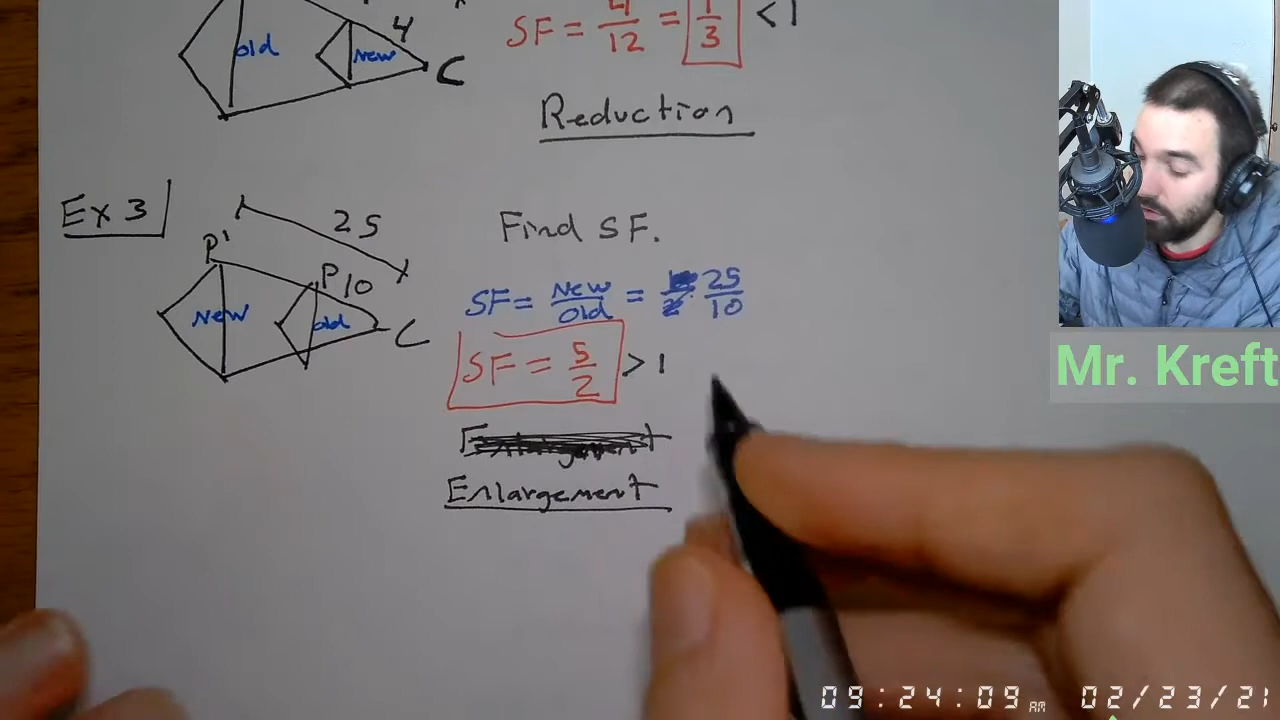 old
4
New
C
SF = 4/12 = 1/3 < 1
Reduction
Ex 3
25
Find SF.
P'
P
10
New
old
C
SF = New/Old = 25/10
SF = 5/2 > 1
Enlargement
Enlargement
Mr. Kreft
09:24:09 AM 02/23/21